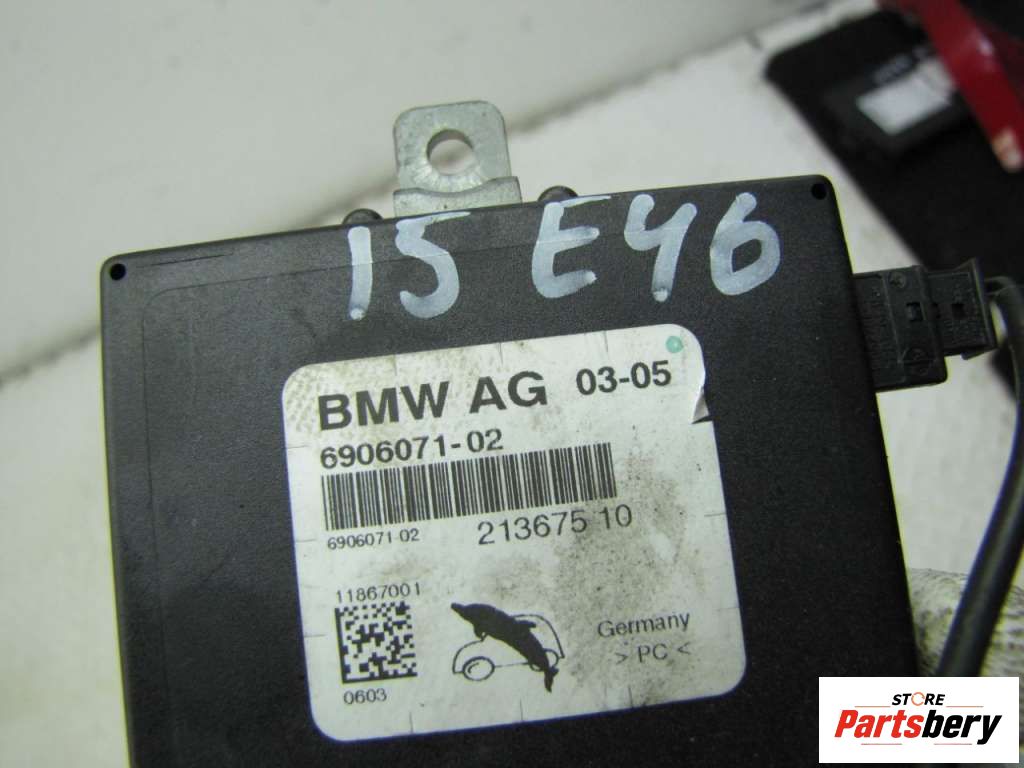 15 E46
BMW AG 03-05
6906071-02
6906071-02 213675 10
11867001
0603
Germany
> PC <
STORE
Partsbery